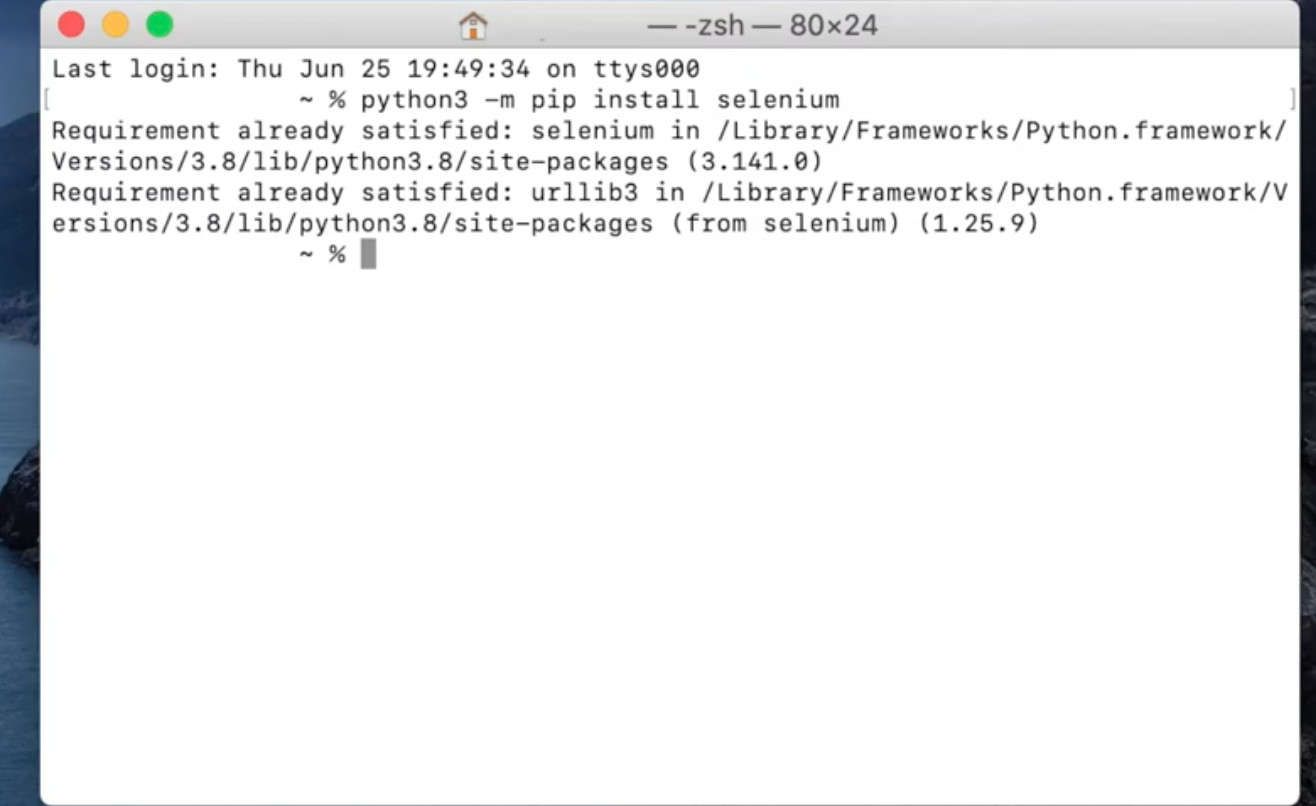 — -zsh — 80×24
Last login: Thu Jun 25 19:49:34 on ttys000
[ ~ % python3 -m pip install selenium ]
Requirement already satisfied: selenium in /Library/Frameworks/Python.framework/
Versions/3.8/lib/python3.8/site-packages (3.141.0)
Requirement already satisfied: urllib3 in /Library/Frameworks/Python.framework/V
ersions/3.8/lib/python3.8/site-packages (from selenium) (1.25.9)
~ %